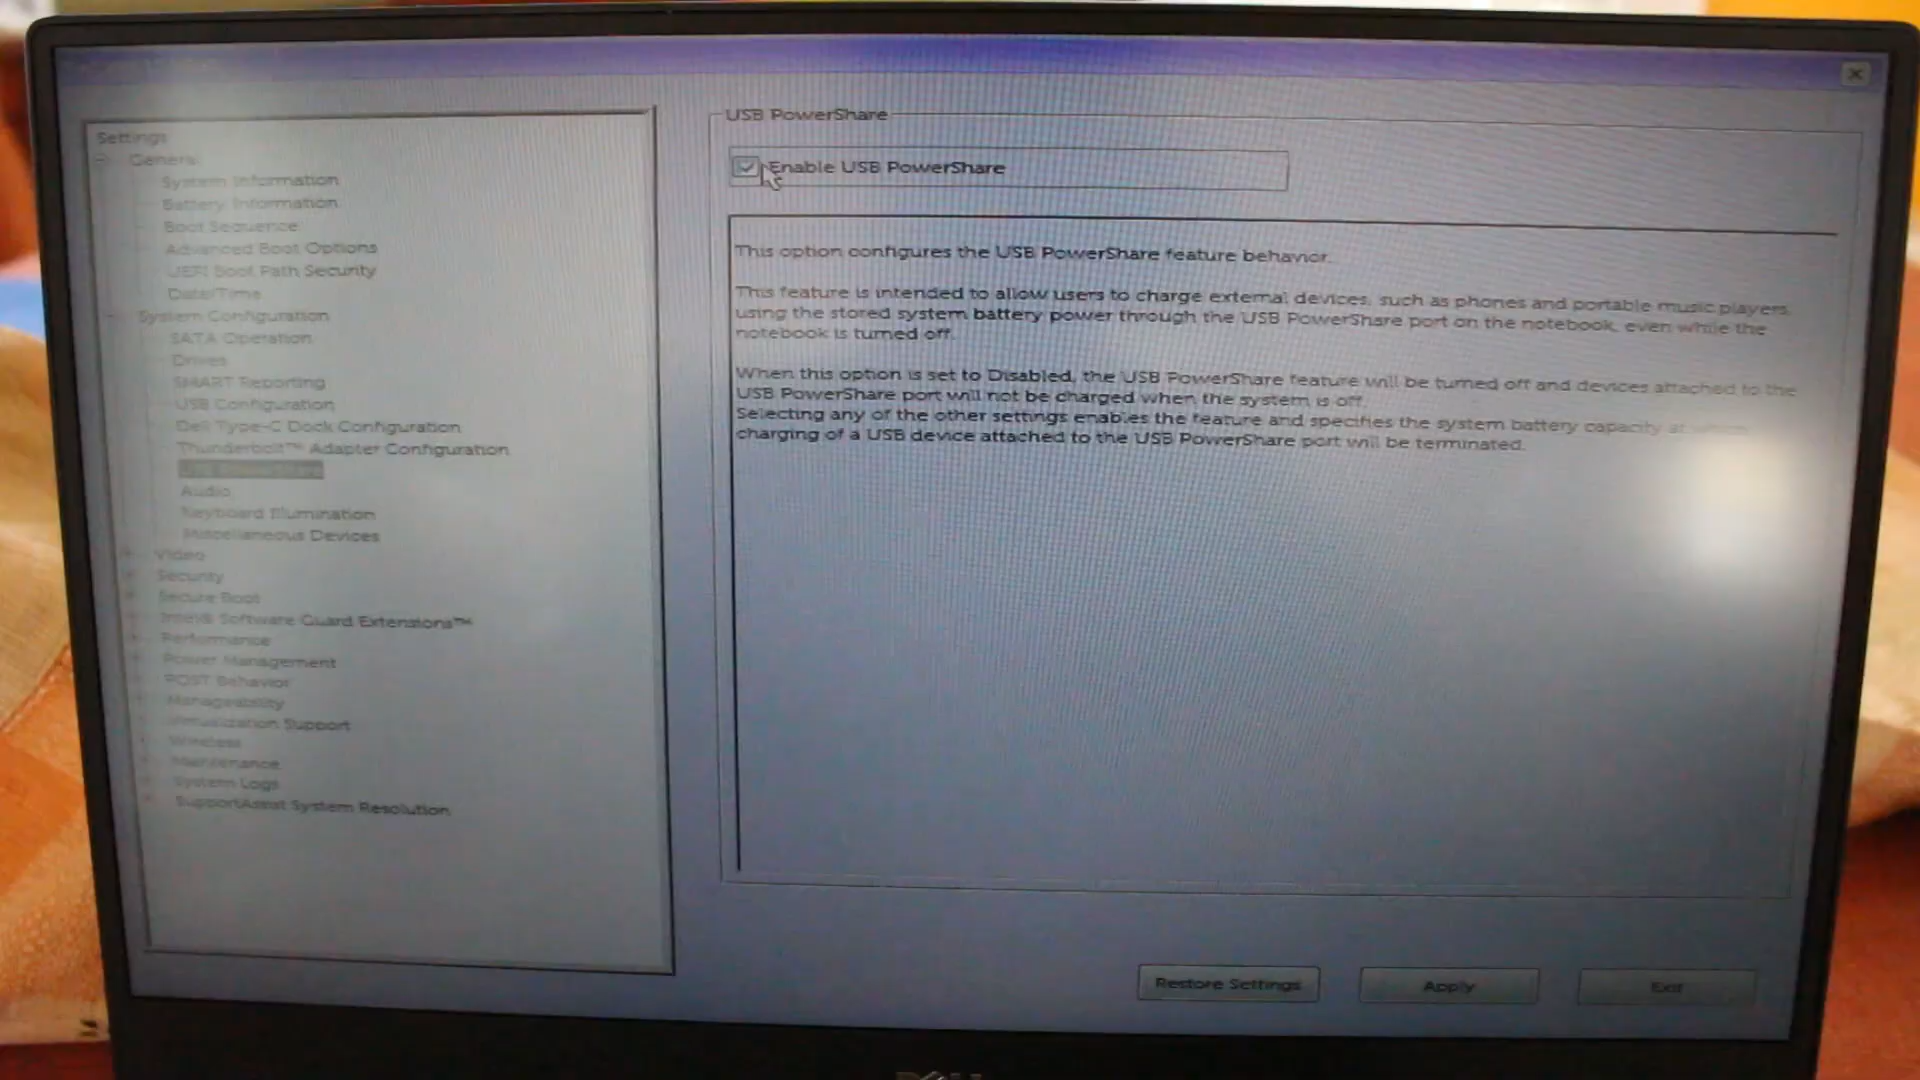 Settings
General
System Information
Battery Information
Boot Sequence
Advanced Boot Options
UEFI Boot Path Security
Date/Time
System Configuration
SATA Operation
Drives
SMART Reporting
USB Configuration
Dell Type-C Dock Configuration
Thunderbolt™ Adapter Configuration
USB PowerShare
Audio
Keyboard Illumination
Miscellaneous Devices
Video
Security
Secure Boot
Intel® Software Guard Extensions™
Performance
Power Management
POST Behavior
Manageability
Virtualization Support
Wireless
Maintenance
System Logs
SupportAssist System Resolution
USB PowerShare
Enable USB PowerShare
This option configures the USB PowerShare feature behavior.
This feature is intended to allow users to charge external devices, such as phones and portable music players,
using the stored system battery power through the USB PowerShare port on the notebook, even while the
notebook is turned off.
When this option is set to Disabled, the USB PowerShare feature will be turned off and devices attached to the
USB PowerShare port will not be charged when the system is off.
Selecting any of the other settings enables the feature and specifies the system battery capacity at
charging of a USB device attached to the USB PowerShare port will be terminated.
Restore Settings
Apply
Exit
DELL